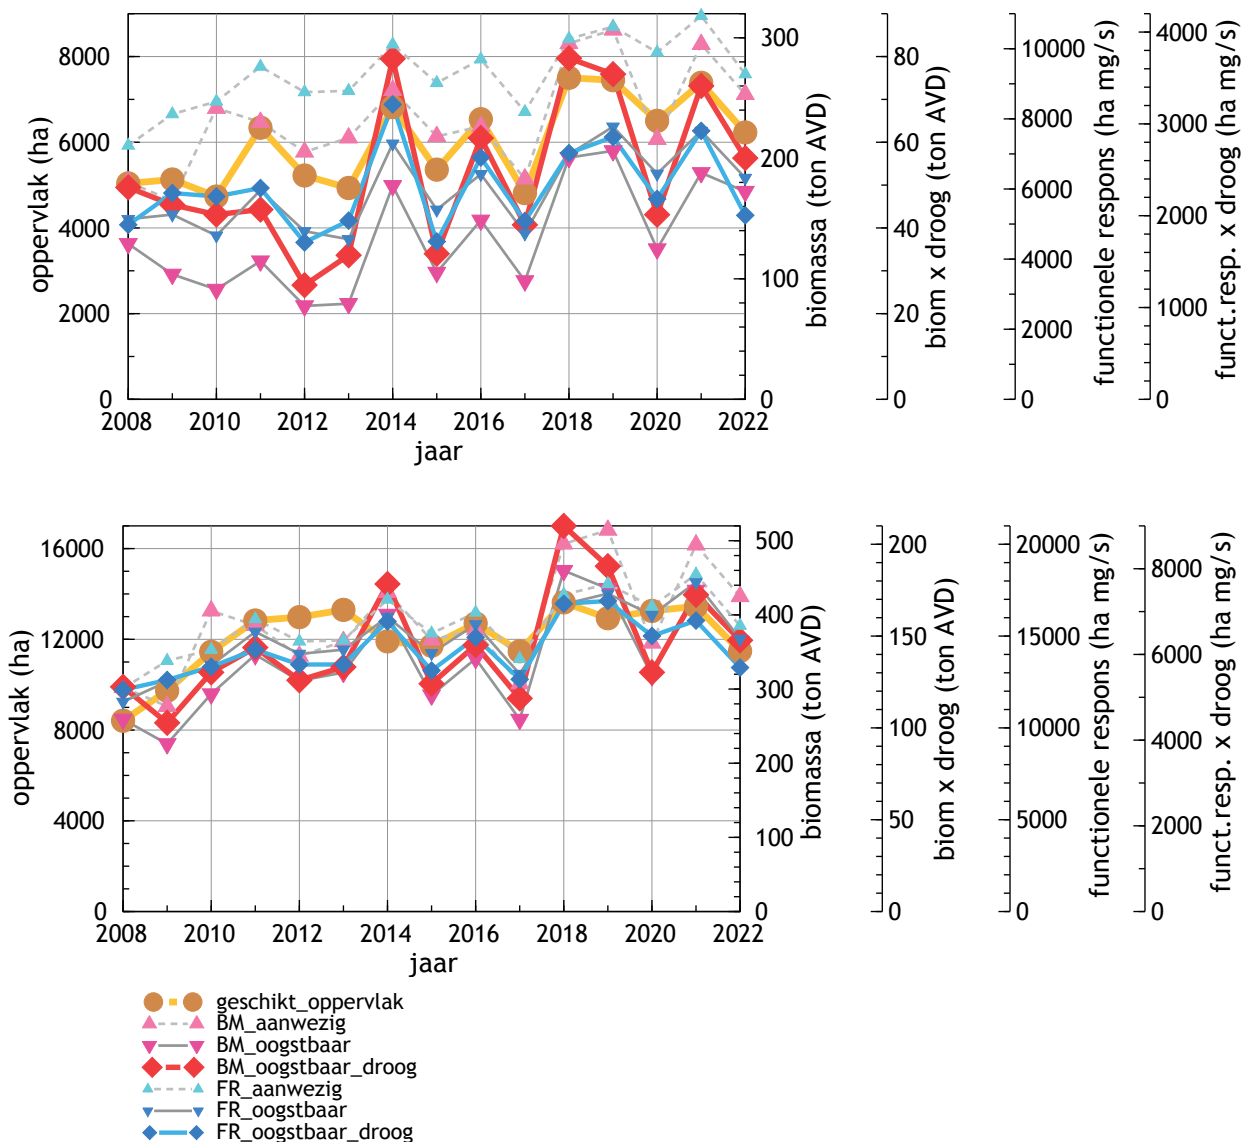 oppervlak (ha)
8000
6000
4000
2000
0
300
200
100
0
biomassa (ton AVD)
80
60
40
20
0
biom x droog (ton AVD)
10000
8000
6000
4000
2000
0
functionele respons (ha mg/s)
4000
3000
2000
1000
0
funct.resp. x droog (ha mg/s)
2008 2010 2012 2014 2016 2018 2020 2022
jaar
oppervlak (ha)
16000
12000
8000
4000
0
500
400
300
200
100
0
biomassa (ton AVD)
200
150
100
50
0
biom x droog (ton AVD)
20000
15000
10000
5000
0
functionele respons (ha mg/s)
8000
6000
4000
2000
0
funct.resp. x droog (ha mg/s)
2008 2010 2012 2014 2016 2018 2020 2022
jaar
geschikt_oppervlak
BM_aanwezig
BM_oogstbaar
BM_oogstbaar_droog
FR_aanwezig
FR_oogstbaar
FR_oogstbaar_droog